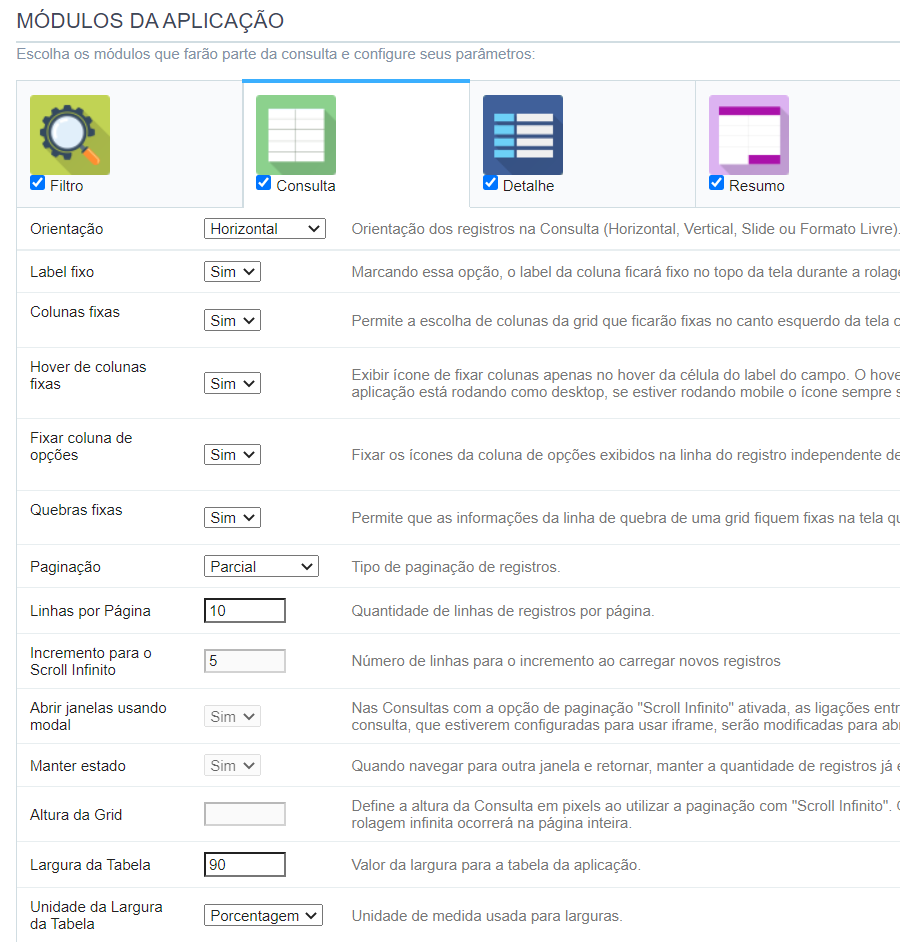 MÓDULOS DA APLICAÇÃO
Escolha os módulos que farão parte da consulta e configure seus parâmetros:
Filtro
Consulta
Detalhe
Resumo
Orientação Horizontal Orientação dos registros na Consulta (Horizontal, Vertical, Slide ou Formato Livre).
Label fixo Sim Marcando essa opção, o label da coluna ficará fixo no topo da tela durante a
Colunas fixas Sim Permite a escolha de colunas da grid que ficarão fixas no canto esquerdo da tela
Hover de colunas
fixas
Sim
Exibir ícone de fixar colunas apenas no hover da célula do label do campo. O
aplicação está rodando como desktop, se estiver rodando mobile o ícone sempre
Fixar coluna de
opções
Sim
Fixar os ícones da coluna de opções exibidos na linha do registro independente
Quebras fixas Sim Permite que as informações da linha de quebra de uma grid fiquem fixas na tela
Paginação Parcial Tipo de paginação de registros.
Linhas por Página 10 Quantidade de linhas de registros por página.
Incremento para o
Scroll Infinito
5
Número de linhas para o incremento ao carregar novos registros
Abrir janelas usando
modal
Sim
Nas Consultas com a opção de paginação "Scroll Infinito" ativada, as ligações
consulta, que estiverem configuradas para usar iframe, serão modificadas para
Manter estado Sim Quando navegar para outra janela e retornar, manter a quantidade de registros já
Altura da Grid
Define a altura da Consulta em pixels ao utilizar a paginação com "Scroll Infinito".
rolagem infinita ocorrerá na página inteira.
Largura da Tabela 90 Valor da largura para a tabela da aplicação.
Unidade da Largura
da Tabela
Porcentagem
Unidade de medida usada para larguras.